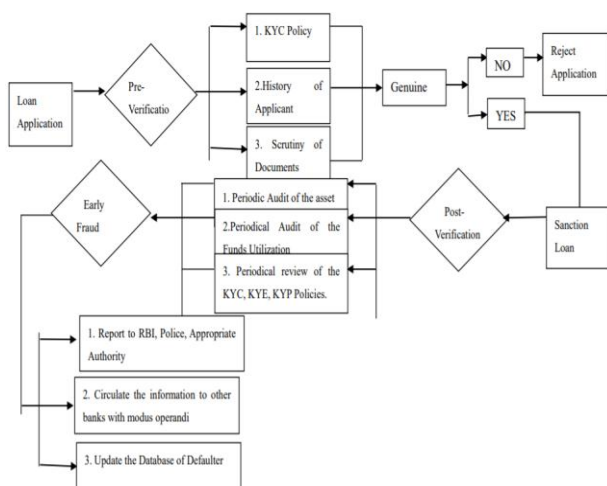 Loan
Application
Pre-
Verificatio
1. KYC Policy
2.History of
Applicant
3. Scrutiny of
Documents
Genuine
NO
Reject
Application
YES
Sanction
Loan
Post-
Verification
1. Periodic Audit of the asset
2.Periodical Audit of the
Funds Utilization
3. Periodical review of the
KYC, KYE, KYP Policies.
Early
Fraud
1. Report to RBI, Police, Appropriate
Authority
2. Circulate the information to other
banks with modus operandi
3. Update the Database of Defaulter